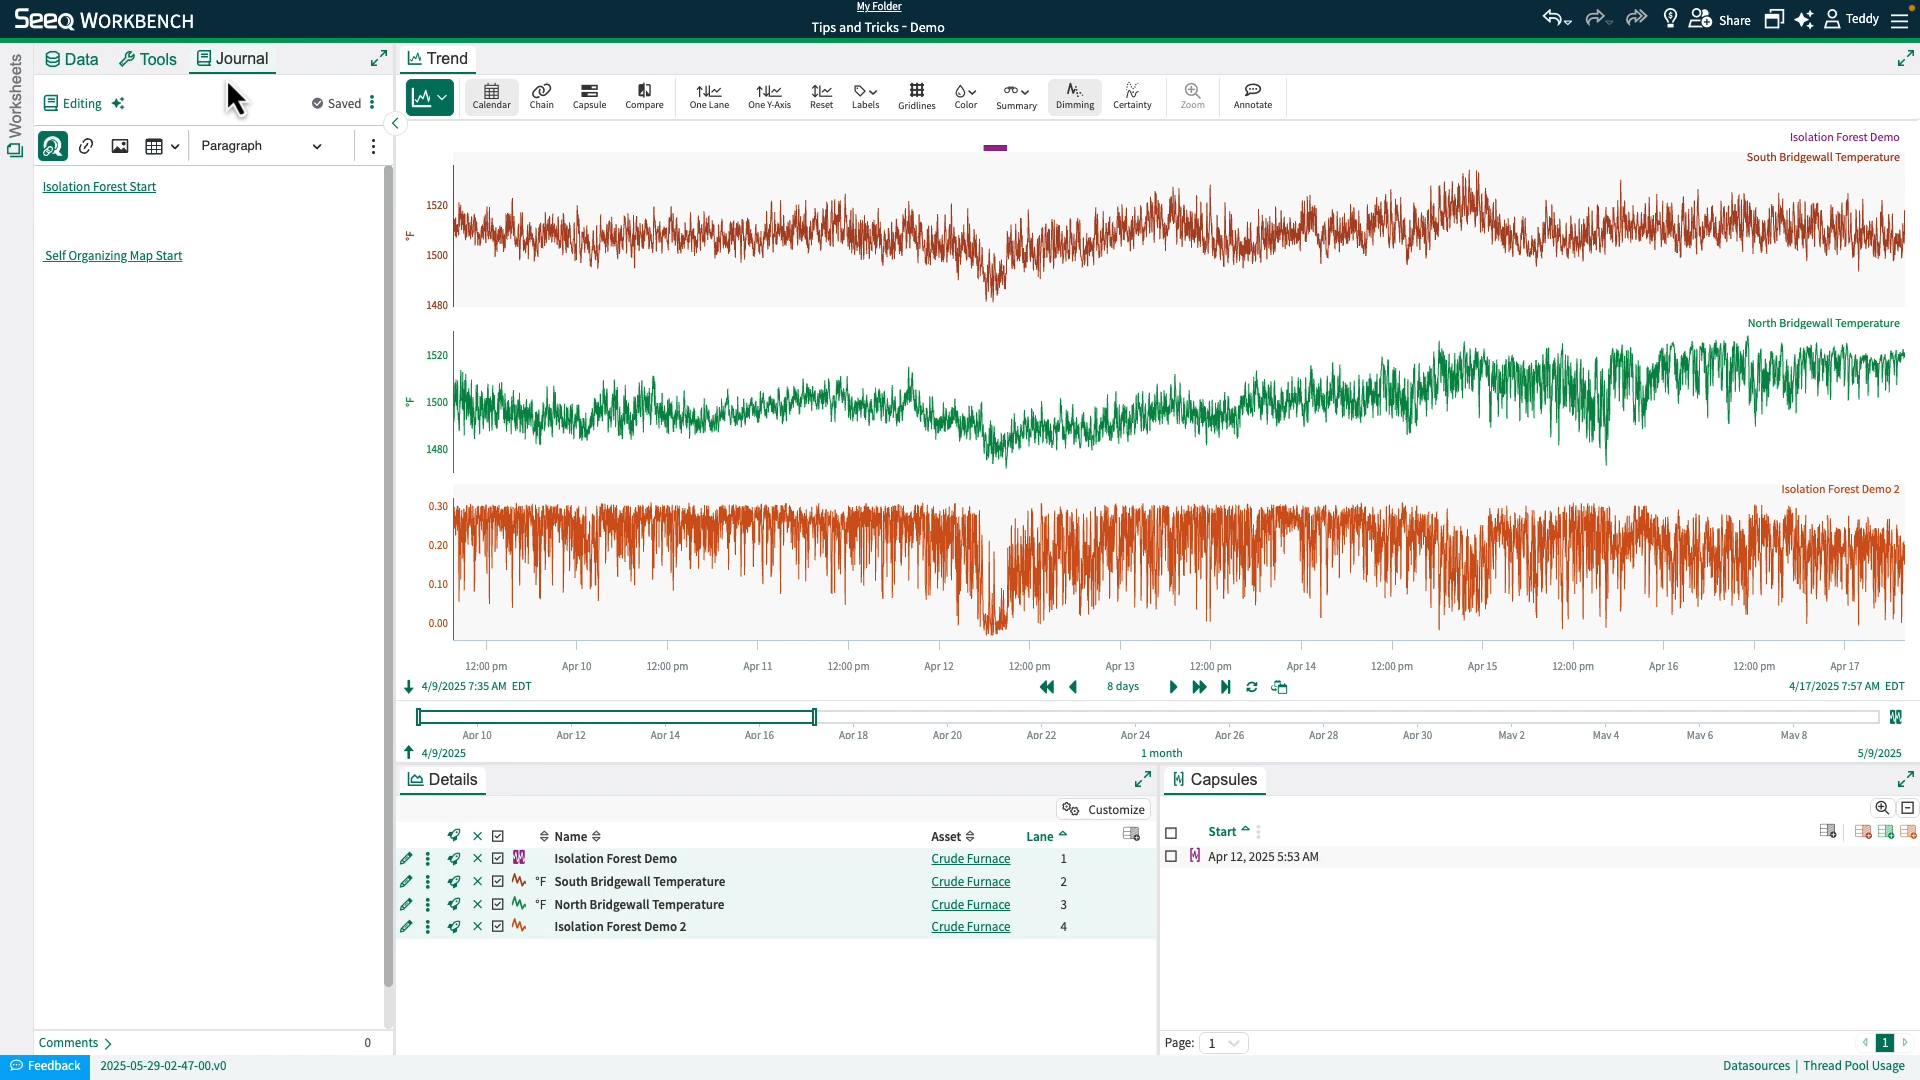 Seeq WORKBENCH
My Folder
Tips and Tricks - Demo
Share
Teddy
Worksheets
Data
Tools
Journal
Editing
Saved
Paragraph
Isolation Forest Start
Self Organizing Map Start
Comments
0
Trend
Calendar
Chain
Capsule
Compare
One Lane
One Y-Axis
Reset
Labels
Gridlines
Color
Summary
Dimming
Certainty
Zoom
Annotate
Isolation Forest Demo
South Bridgewall Temperature
1520
1500
1480
°F
North Bridgewall Temperature
1520
1500
1480
°F
Isolation Forest Demo 2
0.30
0.20
0.10
0.00
12:00 pm Apr 10 12:00 pm Apr 11 12:00 pm Apr 12 12:00 pm Apr 13 12:00 pm Apr 14 12:00 pm Apr 15 12:00 pm Apr 16 12:00 pm Apr 17
4/9/2025 7:35 AM EDT
8 days
4/17/2025 7:57 AM EDT
Apr 10 Apr 12 Apr 14 Apr 16 Apr 18 Apr 20 Apr 22 Apr 24 Apr 26 Apr 28 Apr 30 May 2 May 4 May 6 May 8
4/9/2025
1 month
5/9/2025
Details
Customize
Name Asset Lane
Isolation Forest Demo Crude Furnace 1
°F South Bridgewall Temperature Crude Furnace 2
°F North Bridgewall Temperature Crude Furnace 3
Isolation Forest Demo 2 Crude Furnace 4
Capsules
Start
Apr 12, 2025 5:53 AM
Page: 1
1
Feedback
2025-05-29-02-47-00.v0
Datasources | Thread Pool Usage